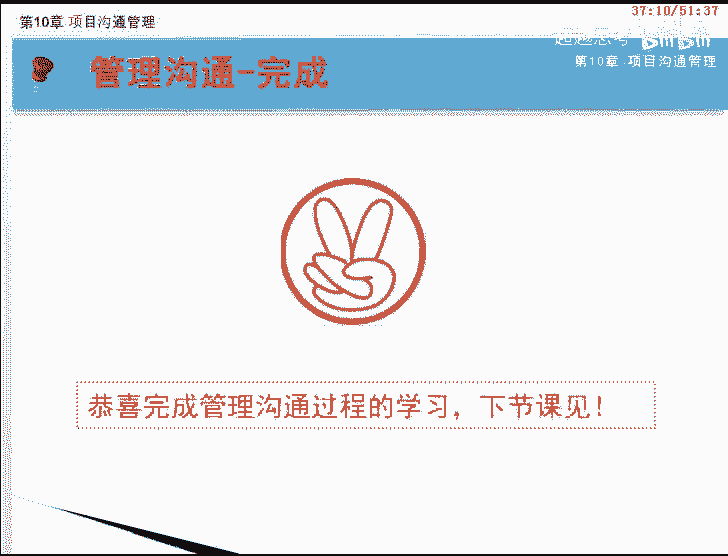 第10章 项目沟通管理
37:10/51:37
bilibili
第10章 项目沟通管理
管理沟通-完成
恭喜完成管理沟通过程的学习，下节课见！